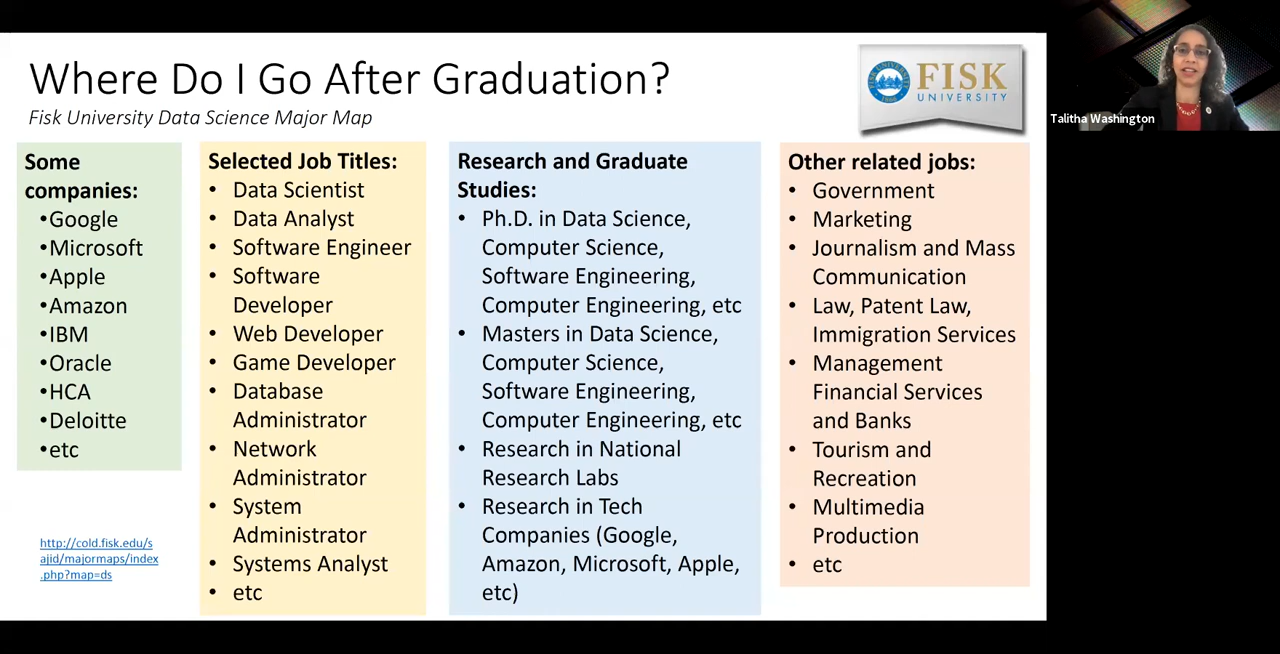 Where Do I Go After Graduation?
Fisk University Data Science Major Map
FISK
UNIVERSITY
Talitha Washington
Some
companies:
•Google
•Microsoft
•Apple
•Amazon
•IBM
•Oracle
•HCA
•Deloitte
•etc
http://cold.fisk.edu/s
ajid/majormaps/index
.php?map=ds
Selected Job Titles:
• Data Scientist
• Data Analyst
• Software Engineer
• Software
Developer
• Web Developer
• Game Developer
• Database
Administrator
• Network
Administrator
• System
Administrator
• Systems Analyst
• etc
Research and Graduate
Studies:
• Ph.D. in Data Science,
Computer Science,
Software Engineering,
Computer Engineering, etc
• Masters in Data Science,
Computer Science,
Software Engineering,
Computer Engineering, etc
• Research in National
Research Labs
• Research in Tech
Companies (Google,
Amazon, Microsoft, Apple,
etc)
Other related jobs:
• Government
• Marketing
• Journalism and Mass
Communication
• Law, Patent Law,
Immigration Services
• Management
Financial Services
and Banks
• Tourism and
Recreation
• Multimedia
Production
• etc